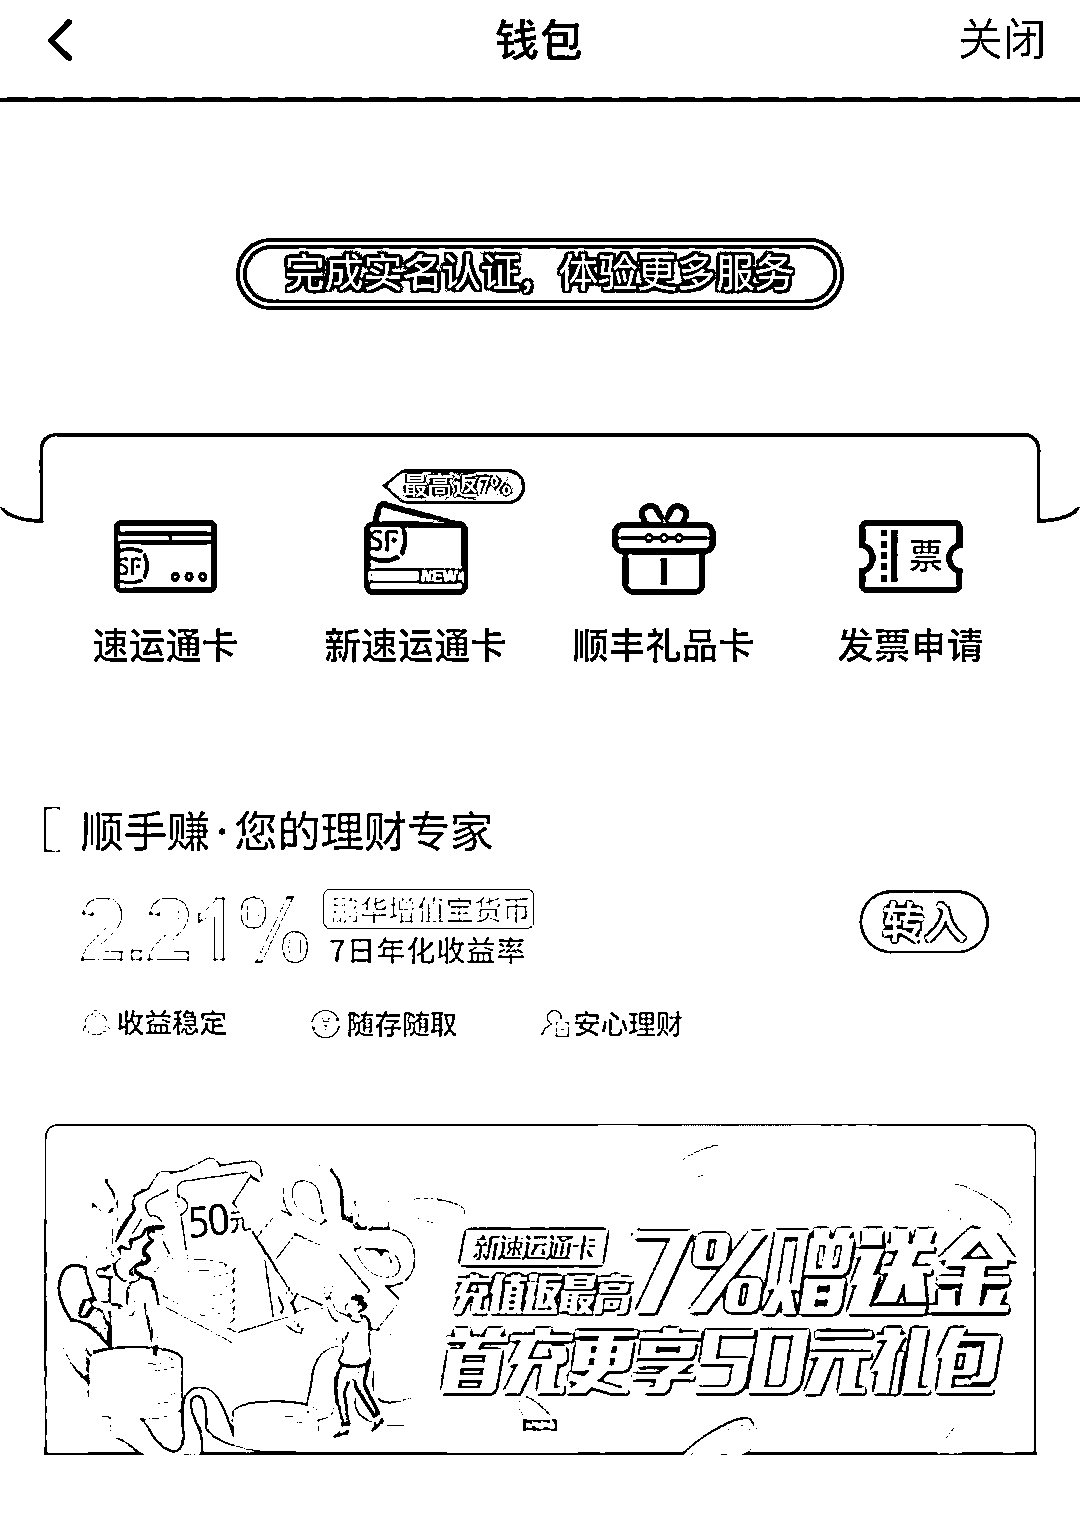 钱包
关闭
完成实名认证，体验更多服务
最高返7%
SF
SF
NEW
票
速运通卡
新速运通卡
顺丰礼品卡
发票申请
顺手赚·您的理财专家
2.21%
鹏华增值宝货币
7日年化收益率
转入
收益稳定
随存随取
安心理财
50元
新速运通卡
充值返最高7%赠送金
首充更享50元礼包